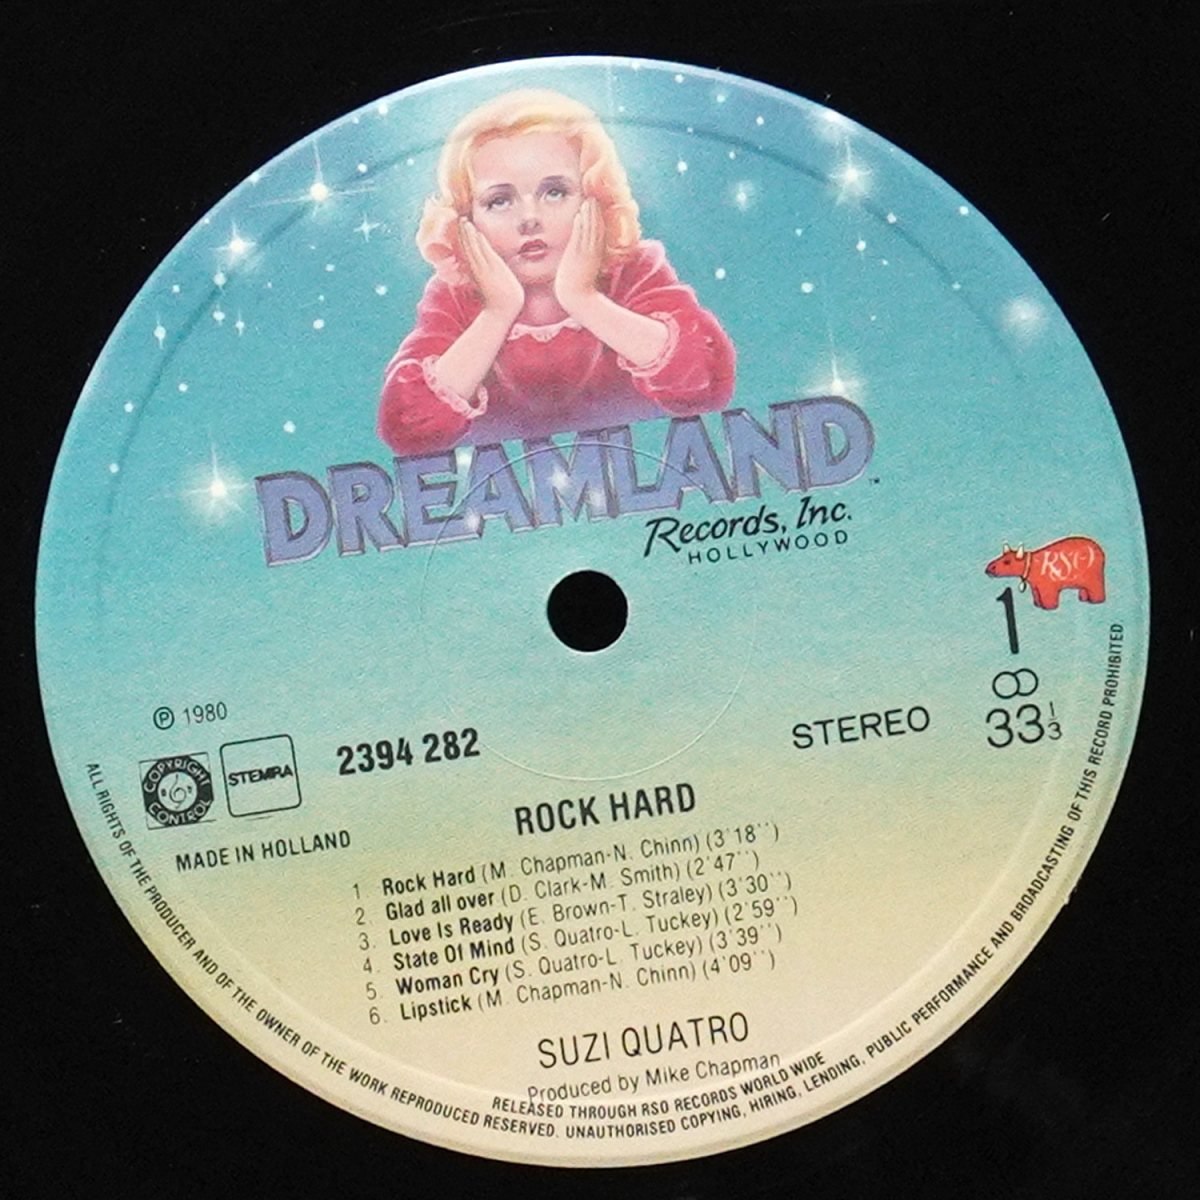 DREAMLAND™
Records, Inc.
HOLLYWOOD
RSO
1
℗ 1980
33⅓
STEREO
2394 282
COPYRIGHT
CONTROL
STEMRA
MADE IN HOLLAND
ROCK HARD
1. Rock Hard (M. Chapman-N. Chinn) (3'18'')
2. Glad all over (D. Clark-M. Smith) (2'47'')
3. Love Is Ready (E. Brown-T. Straley) (3'30'')
4. State Of Mind (S. Quatro-L. Tuckey) (2'59'')
5. Woman Cry (S. Quatro-L. Tuckey) (3'39'')
6. Lipstick (M. Chapman-N. Chinn) (4'09'')
SUZI QUATRO
Produced by Mike Chapman
RELEASED THROUGH RSO RECORDS WORLD WIDE
ALL RIGHTS OF THE PRODUCER AND OF THE OWNER OF THE WORK REPRODUCED RESERVED. UNAUTHORISED COPYING, HIRING, LENDING, PUBLIC PERFORMANCE AND BROADCASTING OF THIS RECORD PROHIBITED